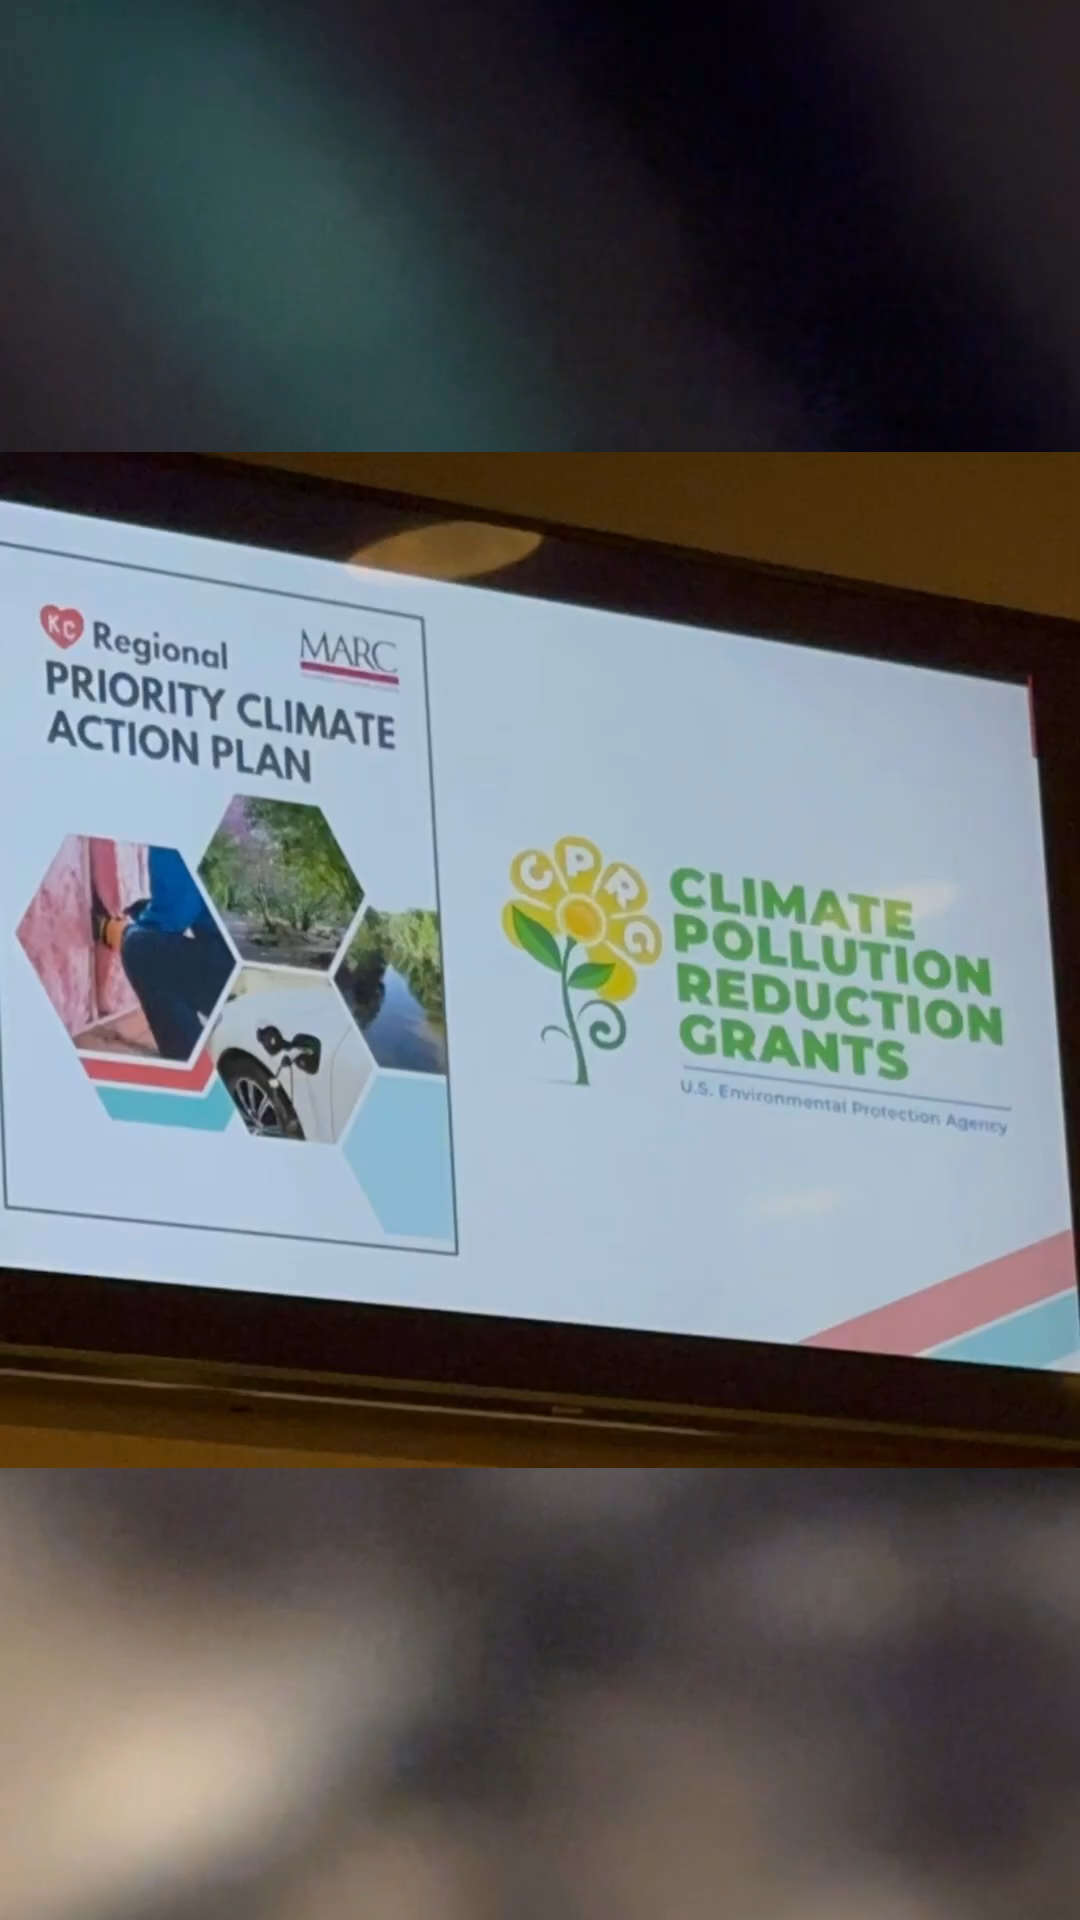 KC Regional
MARC
PRIORITY CLIMATE
ACTION PLAN
CPRG
CLIMATE
POLLUTION
REDUCTION
GRANTS
U.S. Environmental Protection Agency